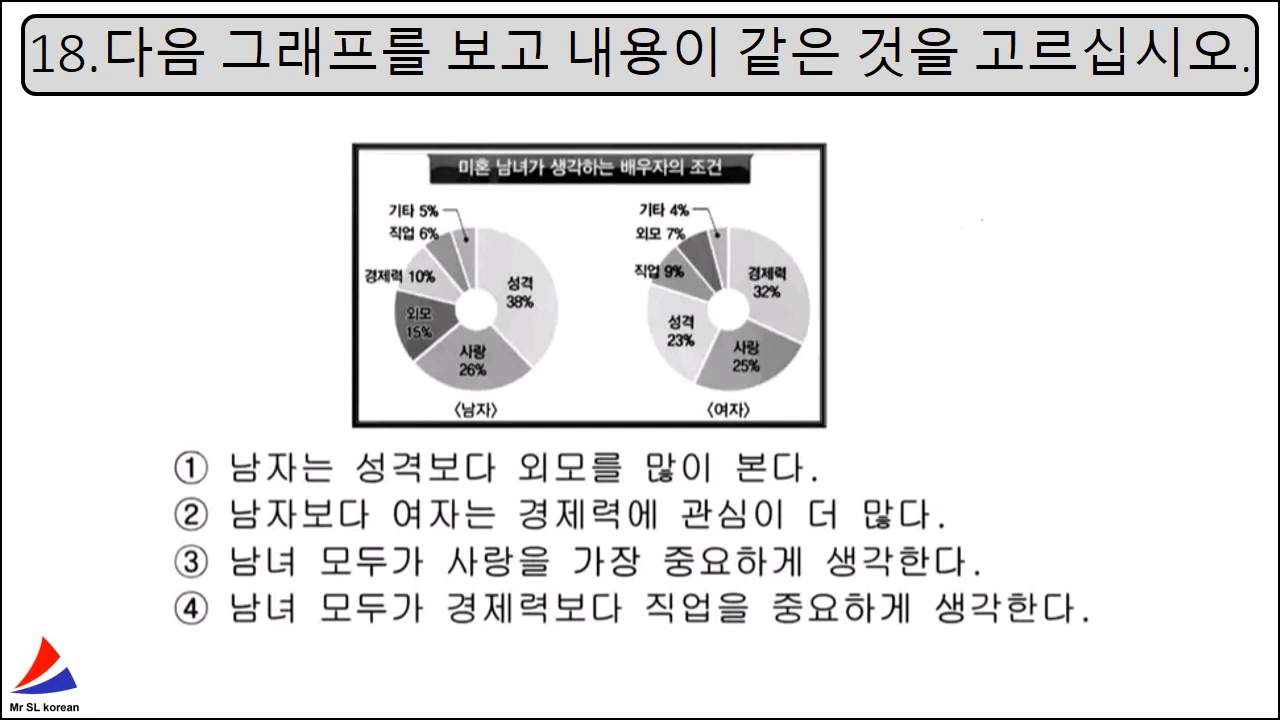 18.다음 그래프를 보고 내용이 같은 것을 고르십시오.
미혼 남녀가 생각하는 배우자의 조건
기타 5%
직업 6%
경제력 10%
외모
15%
사랑
26%
성격
38%
〈남자〉
기타 4%
외모 7%
직업 9%
성격
23%
사랑
25%
경제력
32%
〈여자〉
① 남자는 성격보다 외모를 많이 본다.
② 남자보다 여자는 경제력에 관심이 더 많다.
③ 남녀 모두가 사랑을 가장 중요하게 생각한다.
④ 남녀 모두가 경제력보다 직업을 중요하게 생각한다.
Mr SL korean